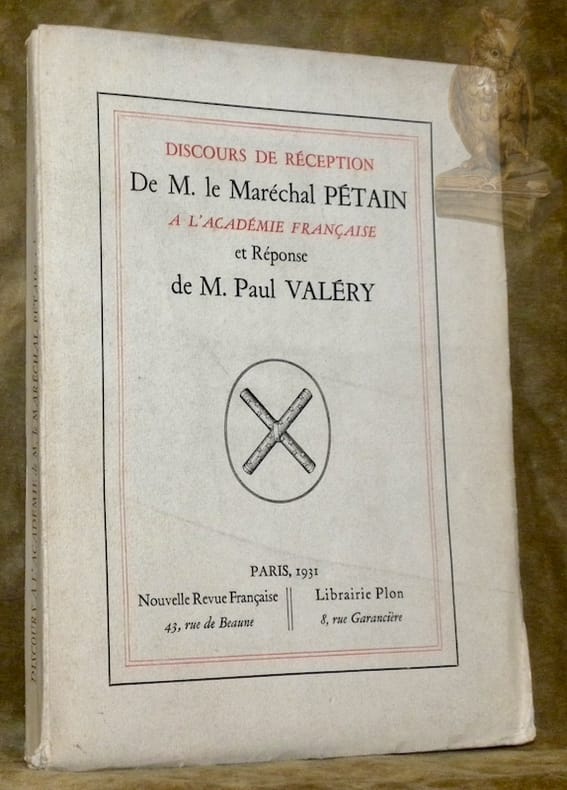 DISCOURS DE RÉCEPTION
De M. le Maréchal PÉTAIN
A L'ACADÉMIE FRANÇAISE
et Réponse
de M. Paul VALÉRY
PARIS, 1931
Nouvelle Revue Française
43, rue de Beaune
Librairie Plon
8, rue Garancière
DISCOURS A L'ACADÉMIE de M. le MARÉCHAL PÉTAIN